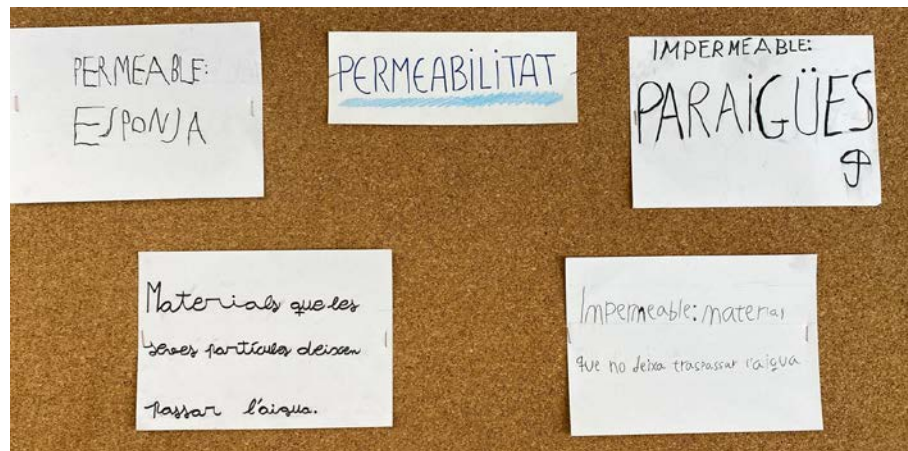 PERMEABLE:
ESPONJA
PERMEABILITAT
IMPERMEABLE:
PARAIGÜES
Materials que les
seves partícules deixen
passar l'aigua.
Impermeable: material
que no deixa traspassar l'aigua